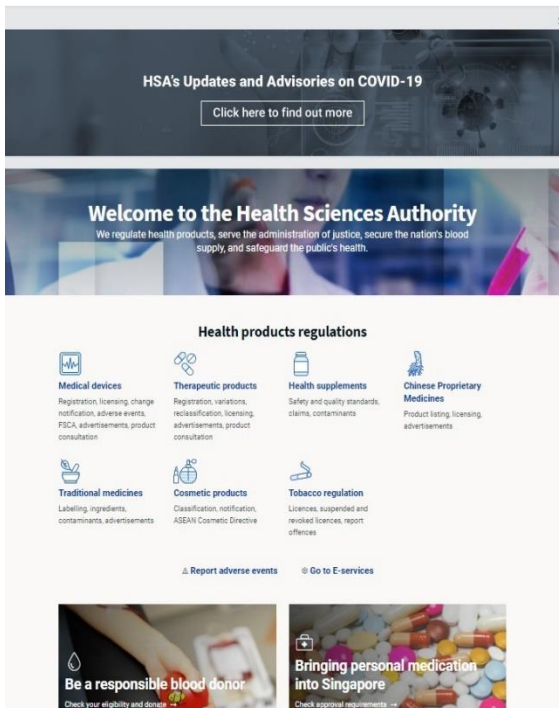 HSA's Updates and Advisories on COVID-19
Click here to find out more
Welcome to the Health Sciences Authority
We regulate health products, serve the administration of justice, secure the nation's blood
supply, and safeguard the public's health.
Health products regulations
Medical devices
Registration, licensing, change
notification, adverse events,
FSCA, advertisements, product
consultation
Therapeutic products
Registration, variations,
reclassification, licensing,
advertisements, product
consultation
Health supplements
Safety and quality standards,
claims, contaminants
Chinese Proprietary
Medicines
Product listing, licensing,
advertisements
Traditional medicines
Labelling, ingredients,
contaminants, advertisements
Cosmetic products
Classification, notification,
ASEAN Cosmetic Directive
Tobacco regulation
Licences, suspended and
revoked licences, report
offences
Report adverse events
Go to E-services
Be a responsible blood donor
Check your eligibility and donate →
Bringing personal medication
into Singapore
Check approval requirements →